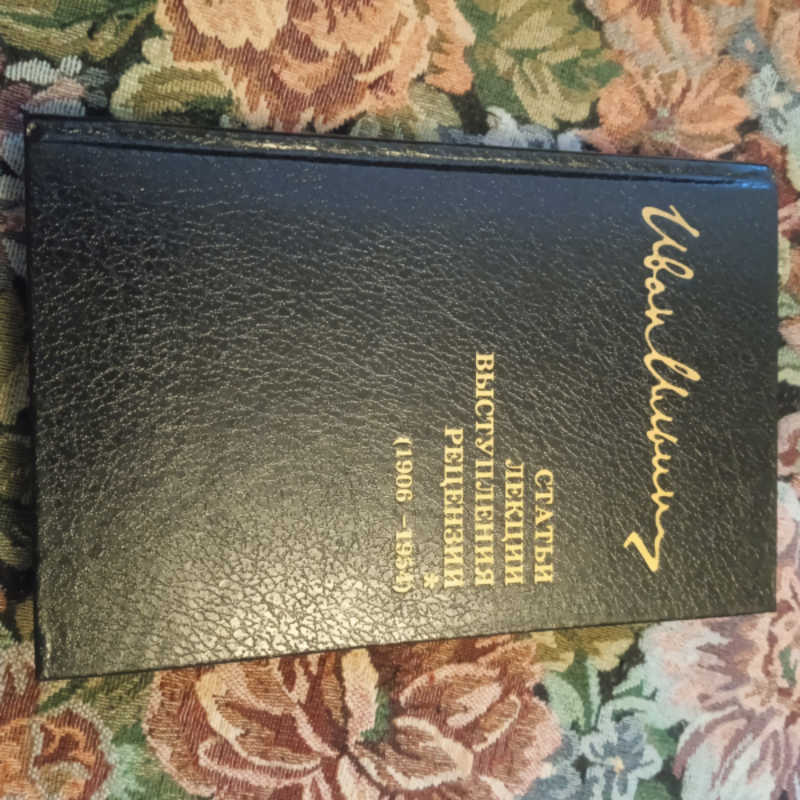 Иван Ильин
СТАТЬИ
ЛЕКЦИИ
ВЫСТУПЛЕНИЯ
РЕЦЕНЗИИ
*
(1906 – 1954)